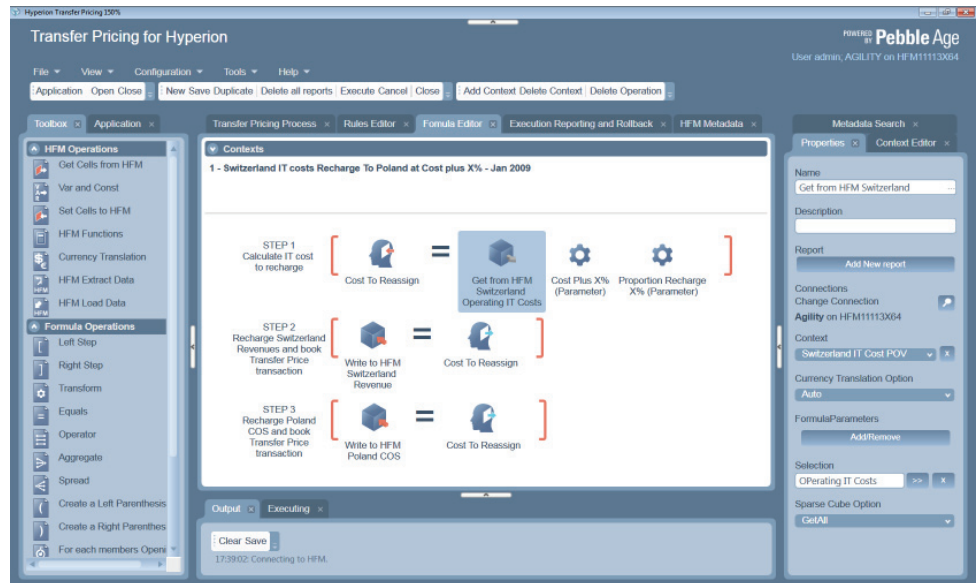 Hyperion Transfer Pricing 150%
Transfer Pricing for Hyperion
POWERED BY Pebble Age
User admin, AGILITY on HFM11113X64
File View Configuration Tools Help
Application Open Close New Save Duplicate Delete all reports Execute Cancel Close Add Context Delete Context Delete Operation
Toolbox Application
HFM Operations
Get Cells from HFM
Var and Const
Set Cells to HFM
HFM Functions
Currency Translation
HFM Extract Data
HFM Load Data
Formula Operations
Left Step
Right Step
Transform
Equals
Operator
Aggregate
Spread
Create a Left Parenthesis
Create a Right Parenthes
For each members Openi
Transfer Pricing Process Rules Editor Fomula Editor Execution Reporting and Rollback HFM Metadata
Contexts
1 - Switzerland IT costs Recharge To Poland at Cost plus X% - Jan 2009
STEP 1
Calculate IT cost
to recharge
Cost To Reassign
=
Get from HFM
Switzerland
Operating IT Costs
Cost Plus X%
(Parameter)
Proportion Recharge
X% (Parameter)
STEP 2
Recharge Switzerland
Revenues and book
Transfer Price
transaction
Write to HFM
Switzerland
Revenue
=
Cost To Reassign
STEP 3
Recharge Poland
COS and book
Transfer Price
transaction
Write to HFM
Poland COS
=
Cost To Reassign
Output Executing
Clear Save
17:39:02: Connecting to HFM.
Metadata Search
Properties Context Editor
Name
Get from HFM Switzerland ...
Description
Report
Add New report
Connections
Change Connection
Agility on HFM11113X64
Context
Switzerland IT Cost POV x
Currency Translation Option
Auto
FormulaParameters
Add/Remove
Selection
OPerating IT Costs >> x
Sparse Cube Option
GetAll